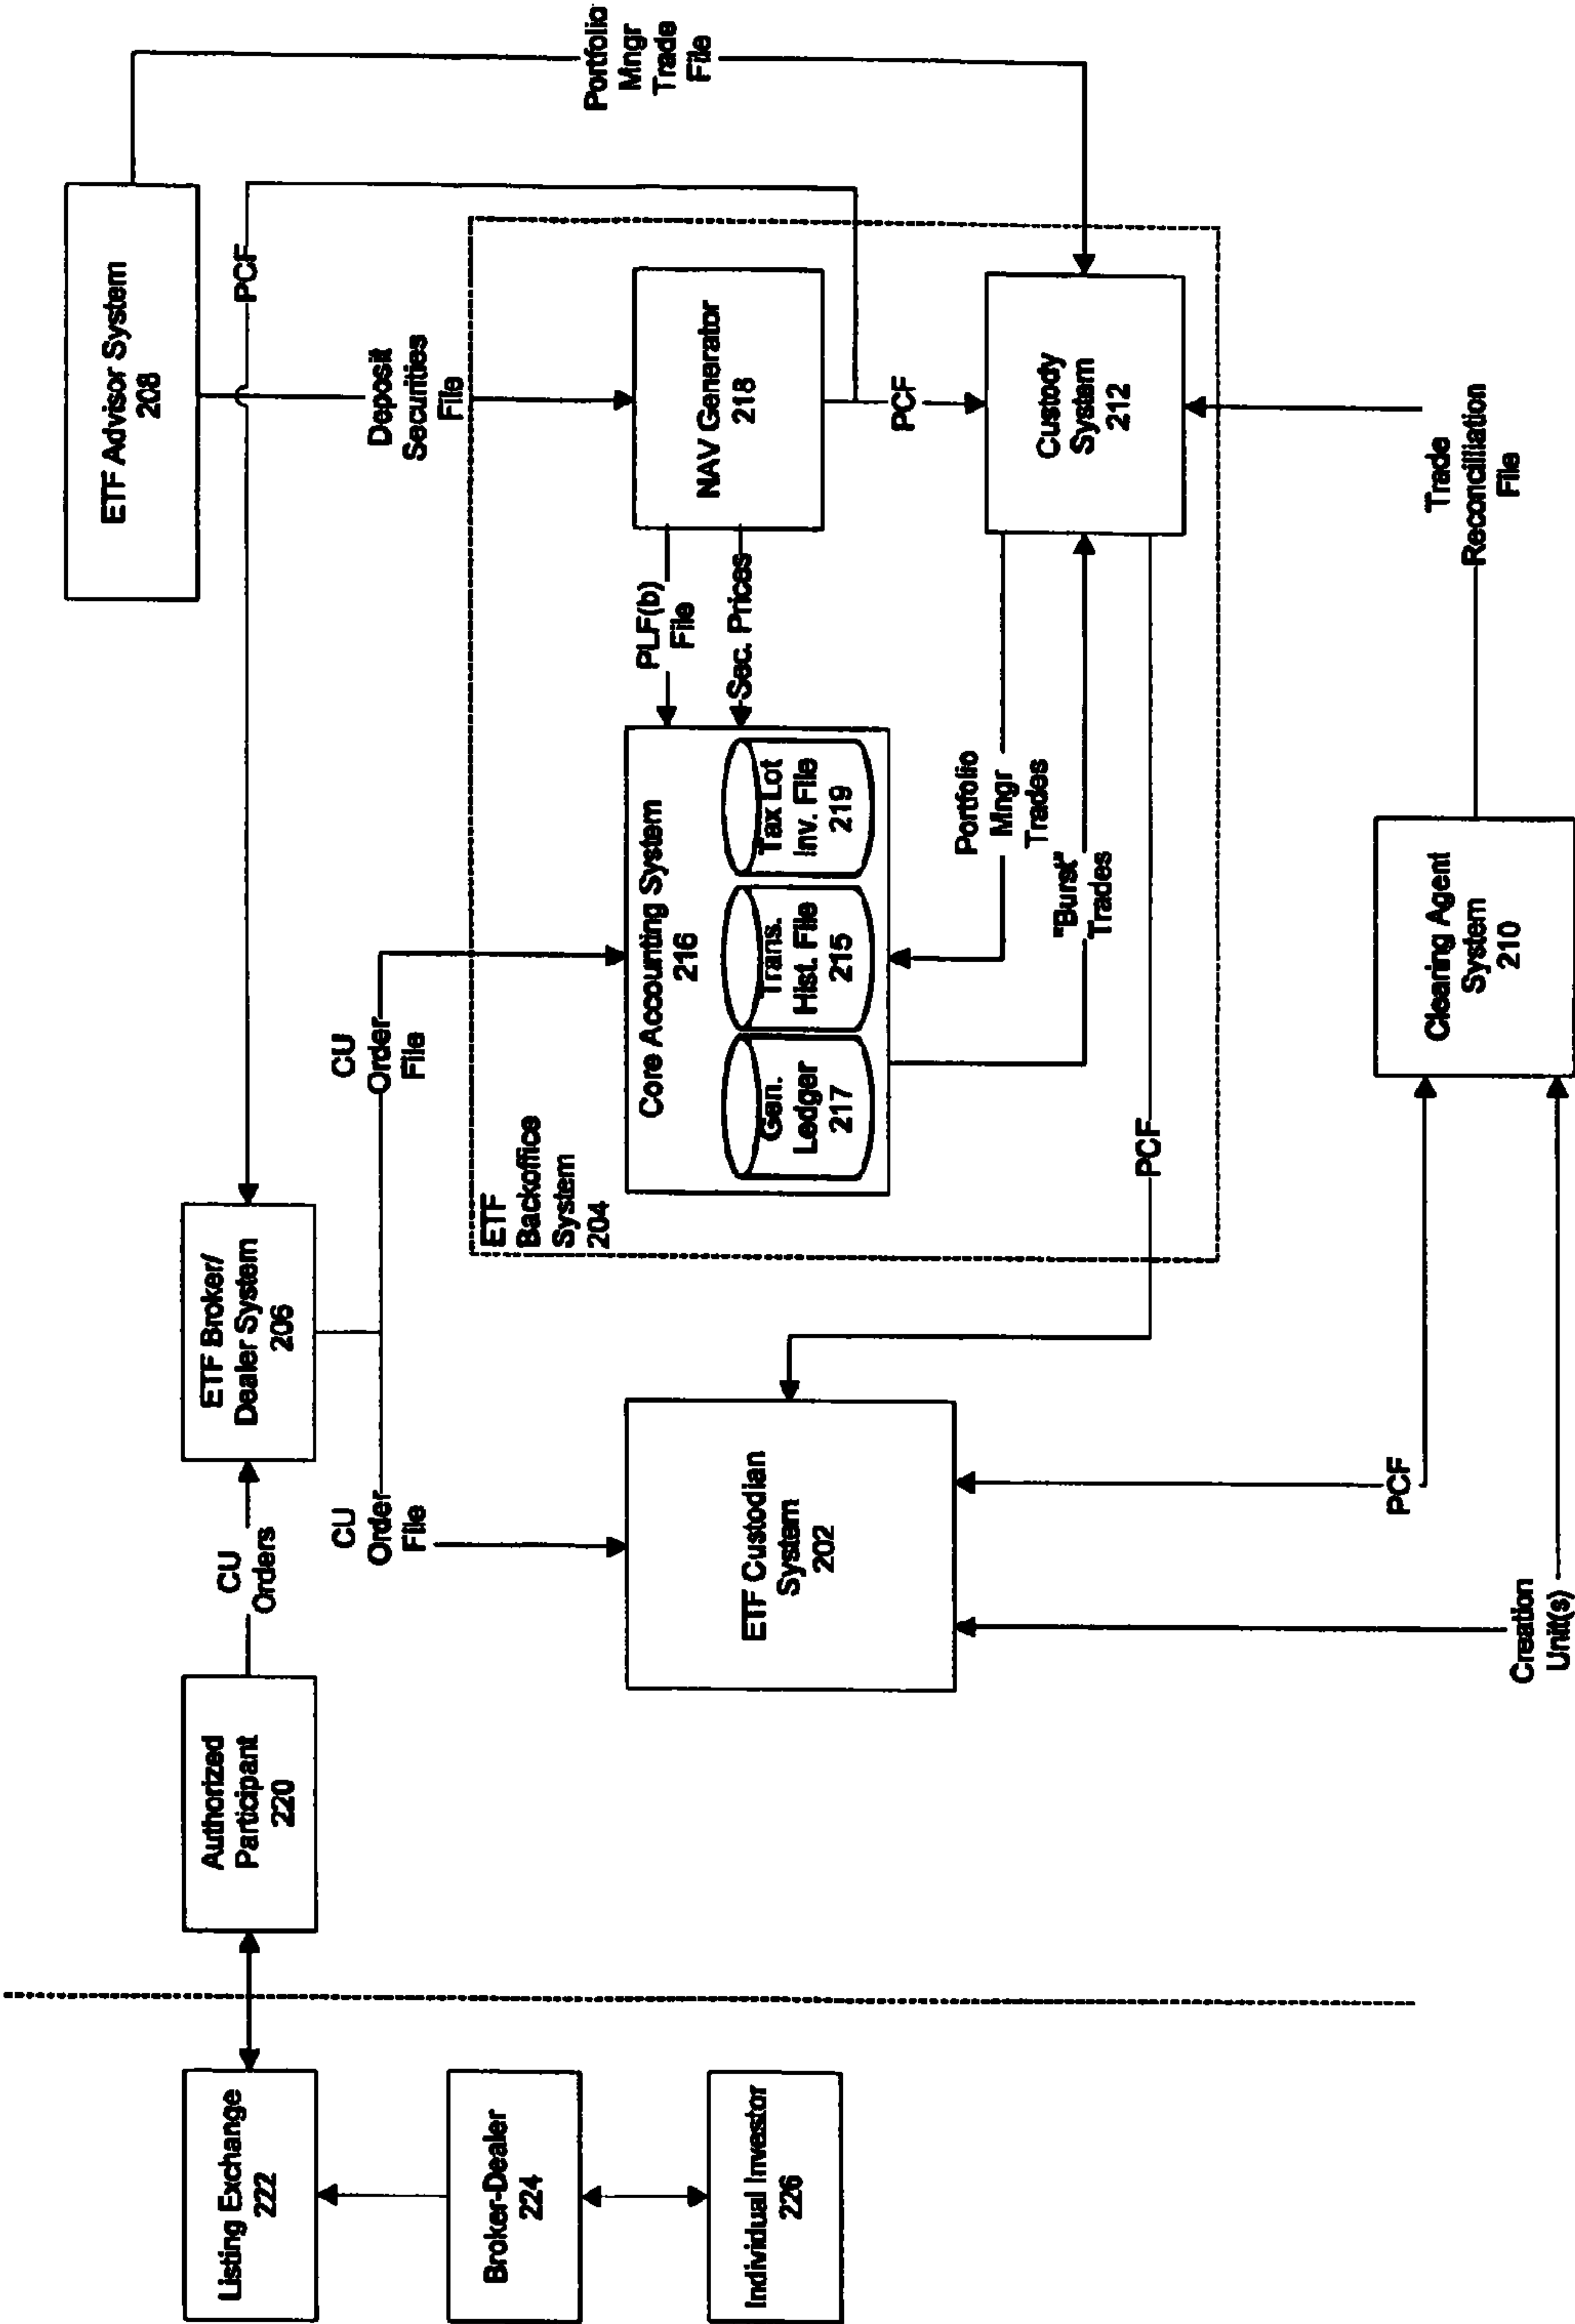 Listing Exchange
222
Broker-Dealer
224
Individual Investor
226
Authorized
Participant
220
CU
Orders
ETF Broker/
Dealer System
206
CU
Order
File
CU
Order
File
PCF
ETF Advisor System
208
Portfolio
Mngr
Trade
File
Deposit
Securities
File
ETF
Backoffice
System
204
Core Accounting System
216
Gen.
Ledger
217
Trans.
Hist. File
215
Tax Lot
Inv. File
219
PLF(b)
File
Sec. Prices
NAV Generator
218
PCF
Portfolio
Mngr
Trades
"Burst"
Trades
Custody
System
212
PCF
ETF Custodian
System
202
PCF
Creation
Unit(s)
Clearing Agent
System
210
Trade
Reconcilliation
File